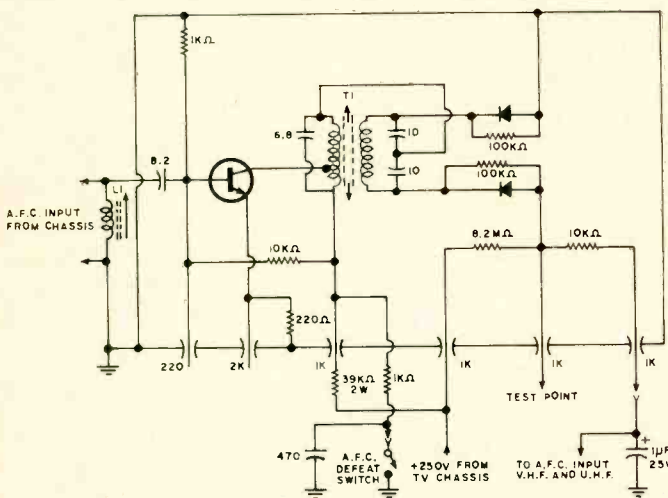 1KΩ
T1
6.8
10
10
100KΩ
100KΩ
8.2
L1
A.F.C. INPUT
FROM CHASSIS
8.2MΩ
10KΩ
10KΩ
220Ω
220
2K
1K
1K
1K
1K
39KΩ
2W
1KΩ
TEST POINT
470
A.F.C.
DEFEAT
SWITCH
+250V FROM
TV CHASSIS
TO A.F.C. INPUT
V.H.F. AND U.H.F.
+
1µF
25V